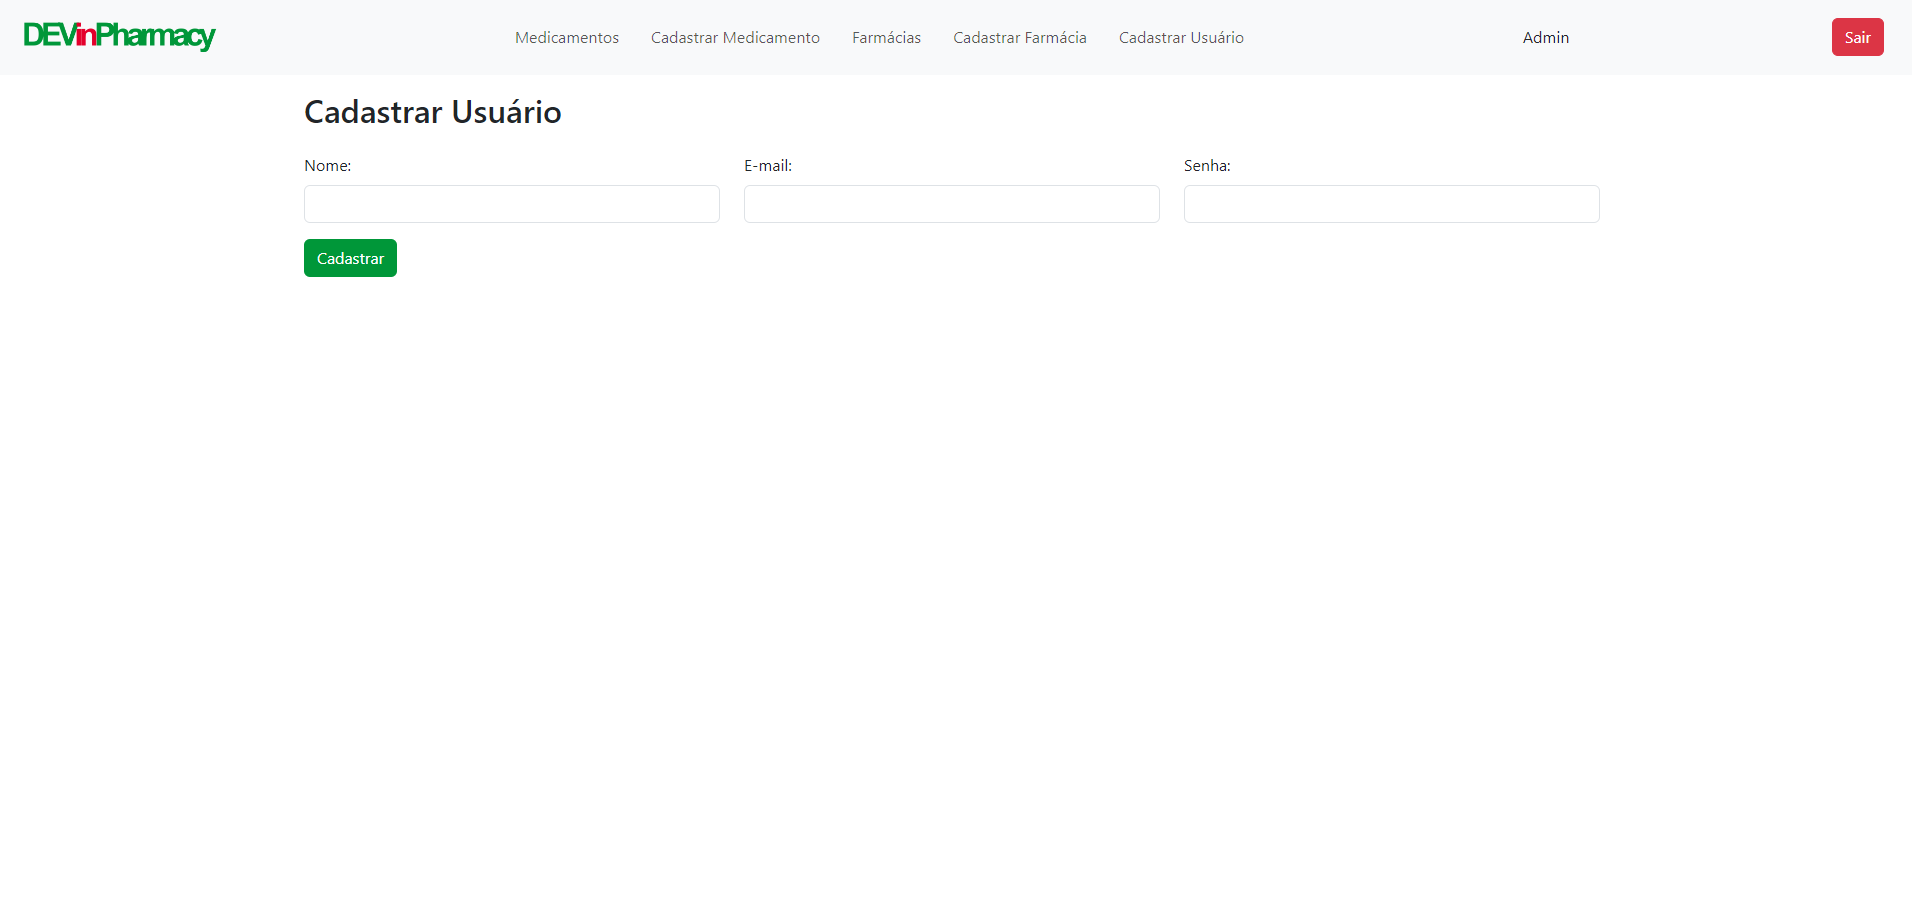 DEVinPharmacy Medicamentos Cadastrar Medicamento Farmácias Cadastrar Farmácia Cadastrar Usuário Admin Sair
Cadastrar Usuário
Nome: E-mail: Senha:
Cadastrar